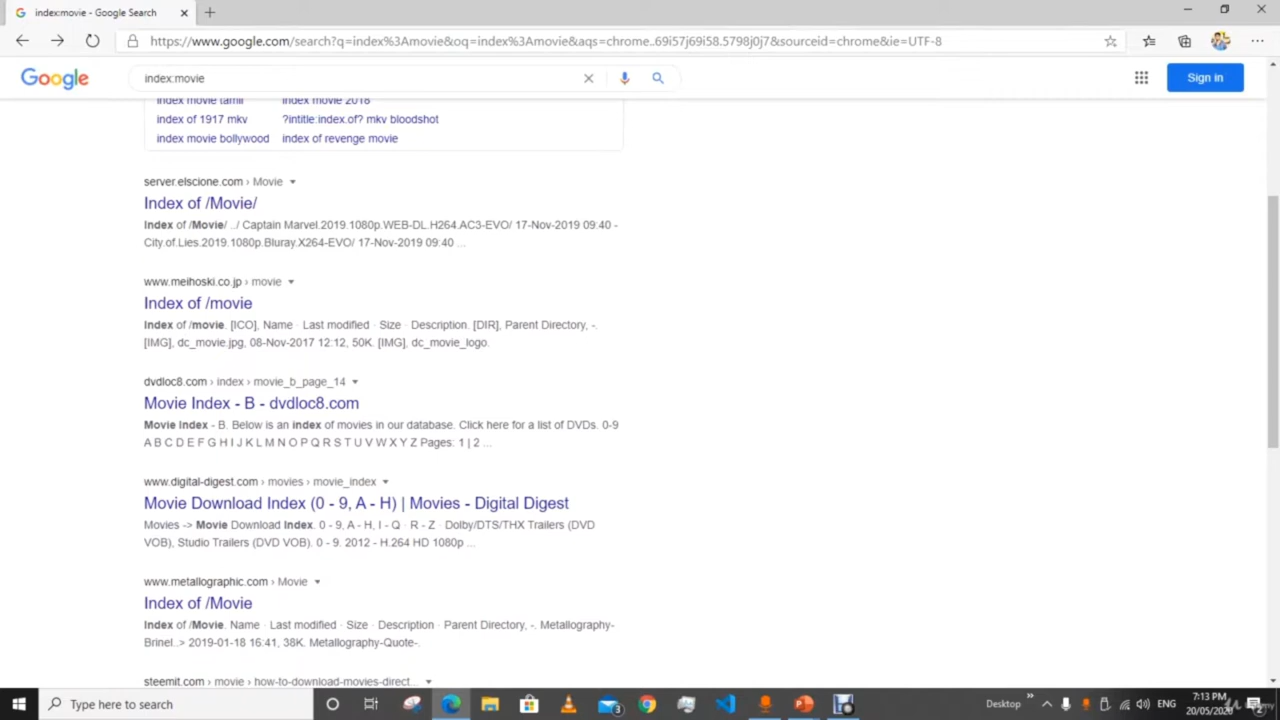 index:movie - Google Search
https://www.google.com/search?q=index%3Amovie&oq=index%3Amovie&aqs=chrome..69i57j69i58.5798j0j7&sourceid=chrome&ie=UTF-8
Google
index:movie
Sign in
index movie tamil index movie 2018
index of 1917 mkv ?intitle:index.of? mkv bloodshot
index movie bollywood index of revenge movie
server.elscione.com › Movie
Index of /Movie/
Index of /Movie/ ../ Captain Marvel.2019.1080p.WEB-DL.H264.AC3-EVO/ 17-Nov-2019 09:40 -
City.of.Lies.2019.1080p.Bluray.X264-EVO/ 17-Nov-2019 09:40 ...
www.meihoski.co.jp › movie
Index of /movie
Index of /movie. [ICO], Name · Last modified · Size · Description. [DIR], Parent Directory, -.
[IMG], dc_movie.jpg, 08-Nov-2017 12:12, 50K. [IMG], dc_movie_logo.
dvdloc8.com › index › movie_b_page_14
Movie Index - B - dvdloc8.com
Movie Index - B. Below is an index of movies in our database. Click here for a list of DVDs. 0-9
A B C D E F G H I J K L M N O P Q R S T U V W X Y Z Pages: 1 | 2 ...
www.digital-digest.com › movies › movie_index
Movie Download Index (0 - 9, A - H) | Movies - Digital Digest
Movies -> Movie Download Index. 0 - 9, A - H, I - Q · R - Z · Dolby/DTS/THX Trailers (DVD
VOB), Studio Trailers (DVD VOB). 0 - 9. 2012 - H.264 HD 1080p ...
www.metallographic.com › Movie
Index of /Movie
Index of /Movie. Name · Last modified · Size · Description · Parent Directory, -. Metallography-
Brinel..> 2019-01-18 16:41, 38K. Metallography-Quote-.
steemit.com › movie › how-to-download-movies-direct...
Type here to search
3
Desktop
ENG
7:13 PM
20/05/2020
2